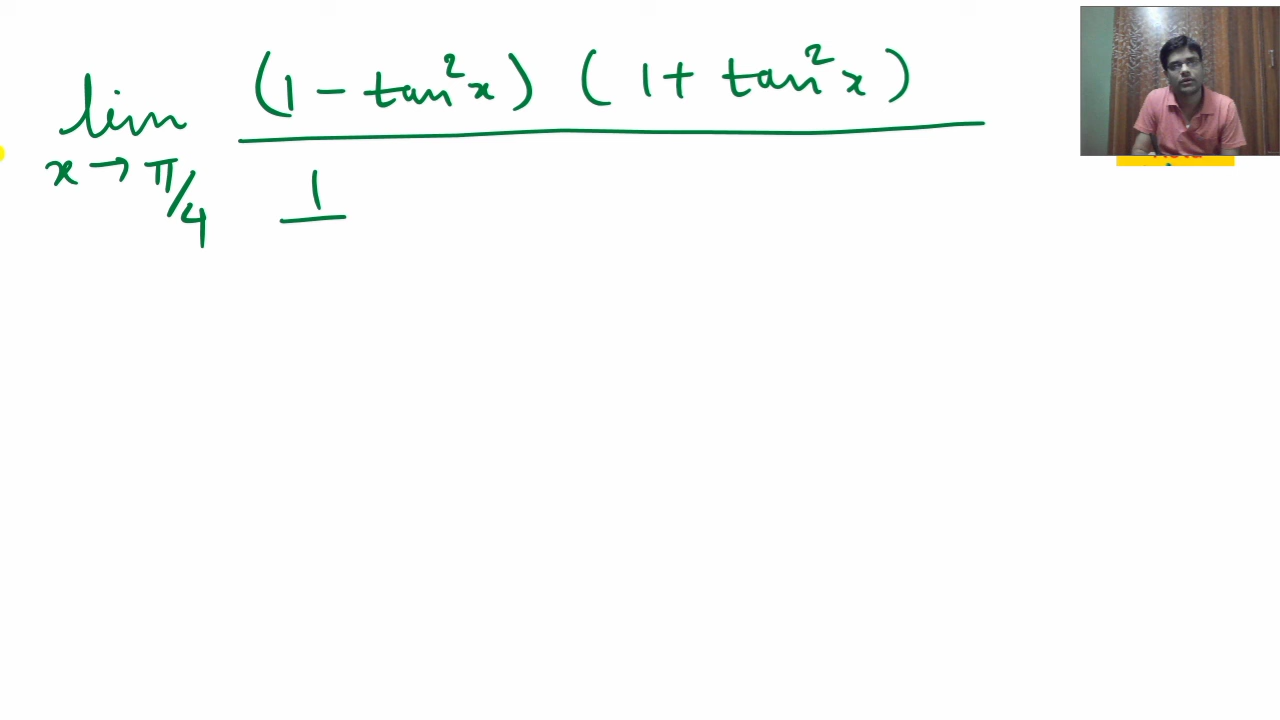 lim x→π/4 (1 - tan²x) (1 + tan²x)
1